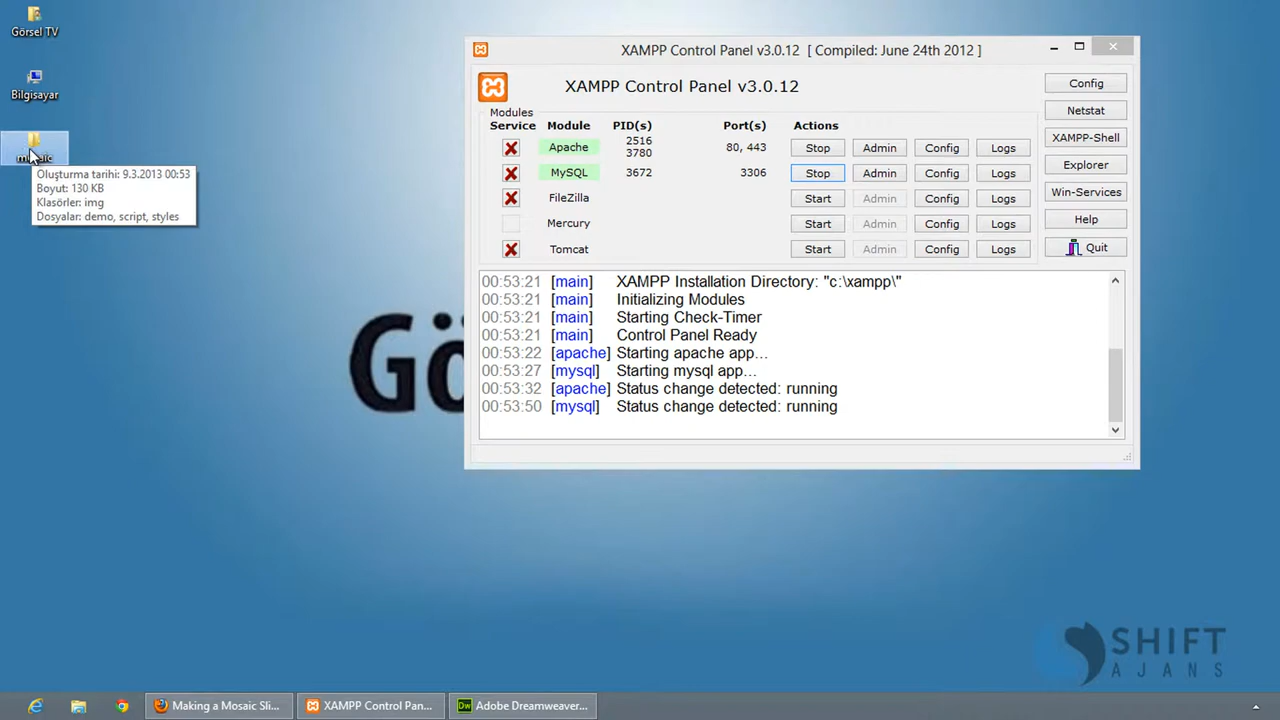 Görsel TV
Bilgisayar
Oluşturma tarihi: 9.3.2013 00:53
Boyut: 130 KB
Klasörler: img
Dosyalar: demo, script, styles
XAMPP Control Panel v3.0.12 [ Compiled: June 24th 2012 ]
XAMPP Control Panel v3.0.12
Config
Modules
Netstat
Service Module PID(s) Port(s) Actions
Apache 2516 3780 80, 443 Stop Admin Config Logs
XAMPP-Shell
MySQL 3672 3306 Stop Admin Config Logs
Explorer
FileZilla Start Admin Config Logs
Win-Services
Mercury Start Admin Config Logs
Help
Tomcat Start Admin Config Logs
Quit
00:53:21 [main] XAMPP Installation Directory: "c:\xampp\"
00:53:21 [main] Initializing Modules
00:53:21 [main] Starting Check-Timer
00:53:21 [main] Control Panel Ready
00:53:22 [apache] Starting apache app...
00:53:27 [mysql] Starting mysql app...
00:53:32 [apache] Status change detected: running
00:53:50 [mysql] Status change detected: running
Gö
SHIFT
AJANS
Making a Mosaic Sli...
XAMPP Control Pan...
Dw Adobe Dreamweaver...